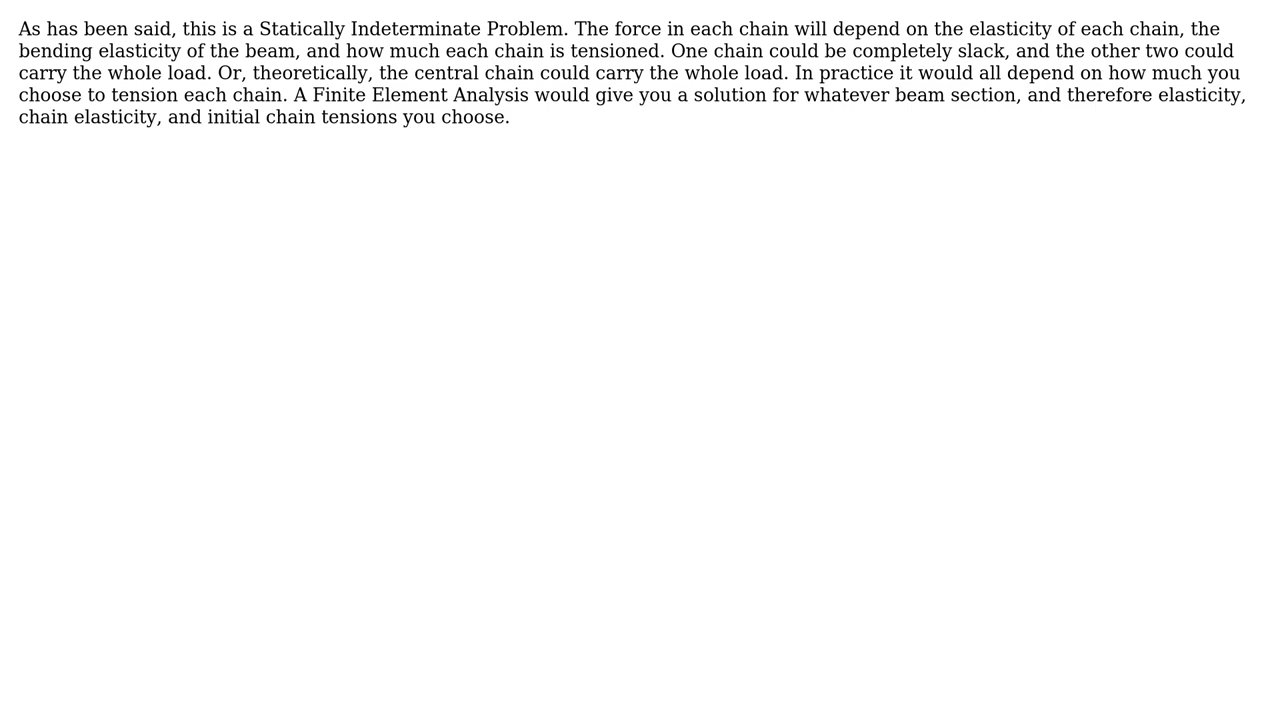 As has been said, this is a Statically Indeterminate Problem. The force in each chain will depend on the elasticity of each chain, the
bending elasticity of the beam, and how much each chain is tensioned. One chain could be completely slack, and the other two could
carry the whole load. Or, theoretically, the central chain could carry the whole load. In practice it would all depend on how much you
choose to tension each chain. A Finite Element Analysis would give you a solution for whatever beam section, and therefore elasticity,
chain elasticity, and initial chain tensions you choose.